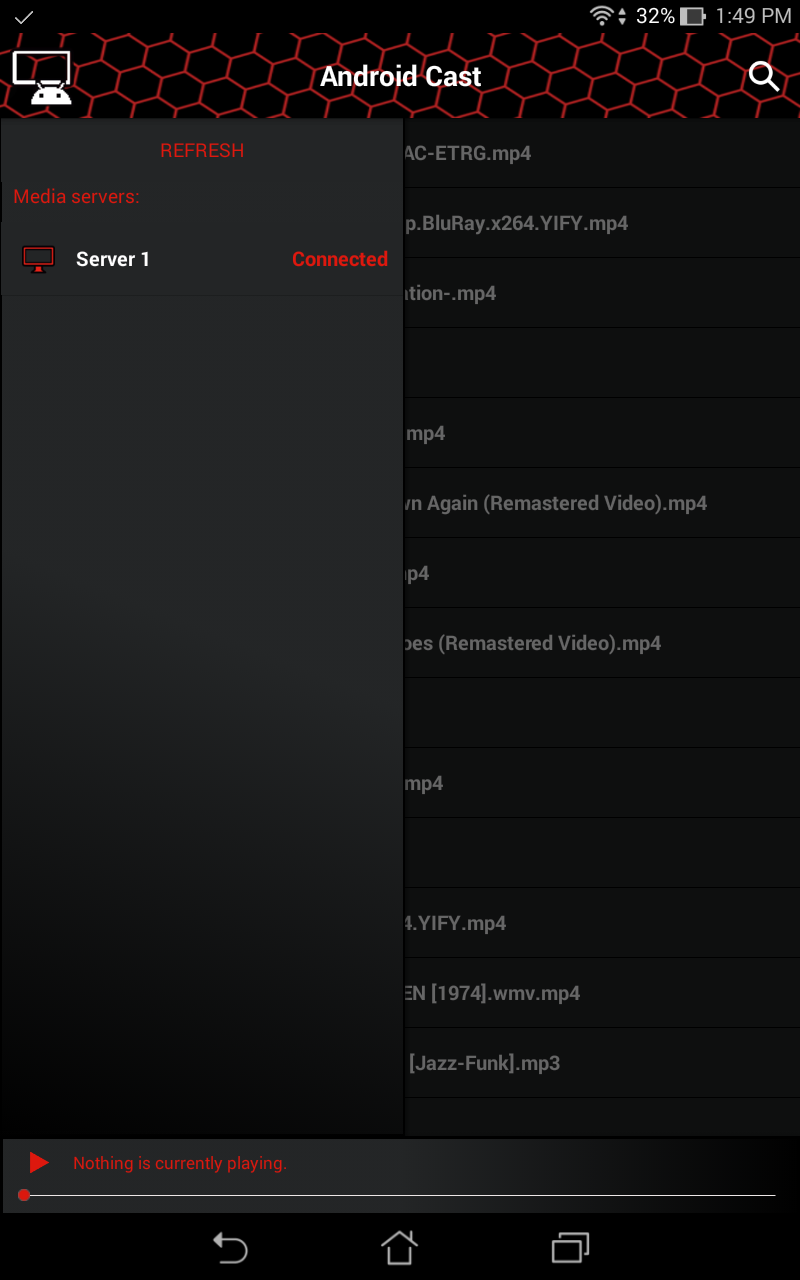 32% 1:49 PM
Android Cast
REFRESH
Media servers:
Server 1 Connected
AC-ETRG.mp4
p.BluRay.x264.YIFY.mp4
ation-.mp4
mp4
wn Again (Remastered Video).mp4
mp4
oes (Remastered Video).mp4
mp4
4.YIFY.mp4
EN [1974].wmv.mp4
[Jazz-Funk].mp3
Nothing is currently playing.